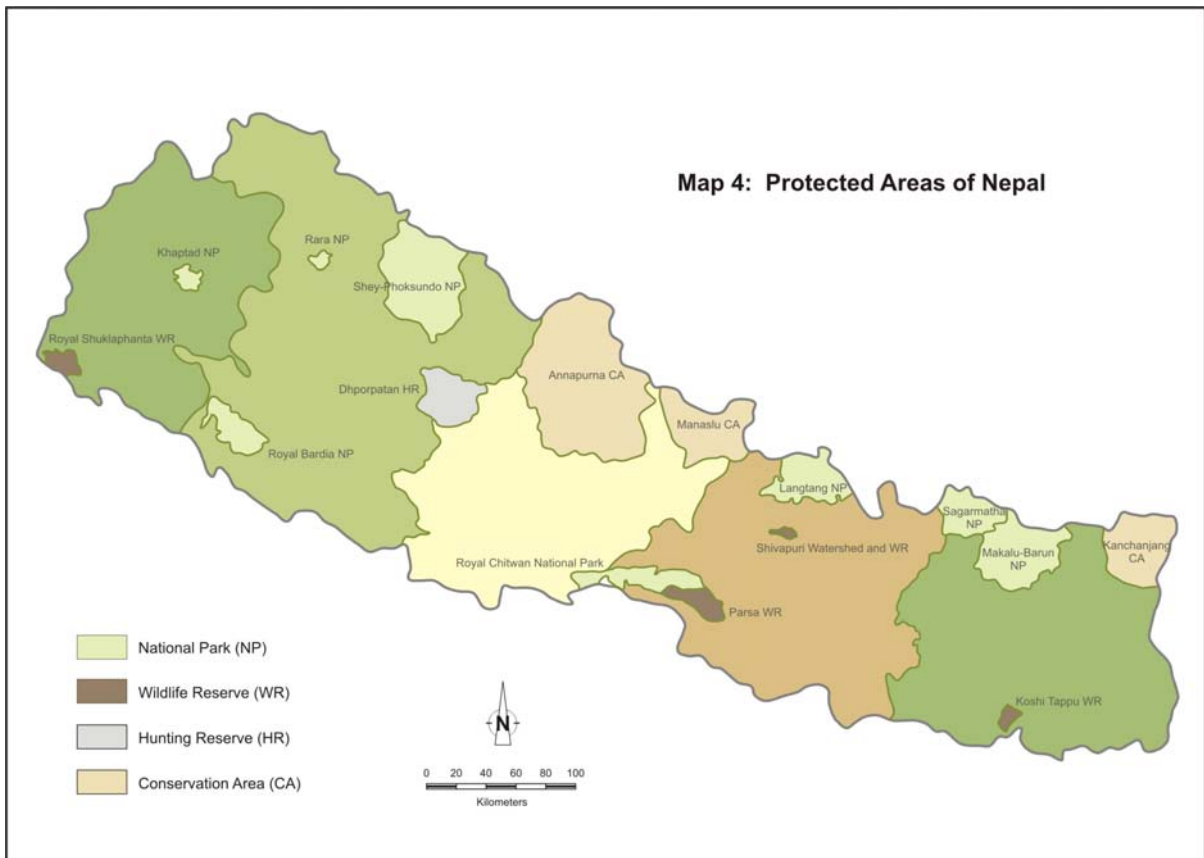 Map 4: Protected Areas of Nepal
Khaptad NP
Rara NP
Shey-Phoksundo NP
Royal Shuklaphanta WR
Dhporpatan HR
Annapurna CA
Manaslu CA
Royal Bardia NP
Langtang NP
Sagarmatha
NP
Shivapuri Watershed and WR
Makalu-Barun
NP
Kanchanjang
CA
Royal Chitwan National Park
Parsa WR
Koshi Tappu WR
National Park (NP)
Wildlife Reserve (WR)
Hunting Reserve (HR)
Conservation Area (CA)
N
0 20 40 60 80 100
Kilometers